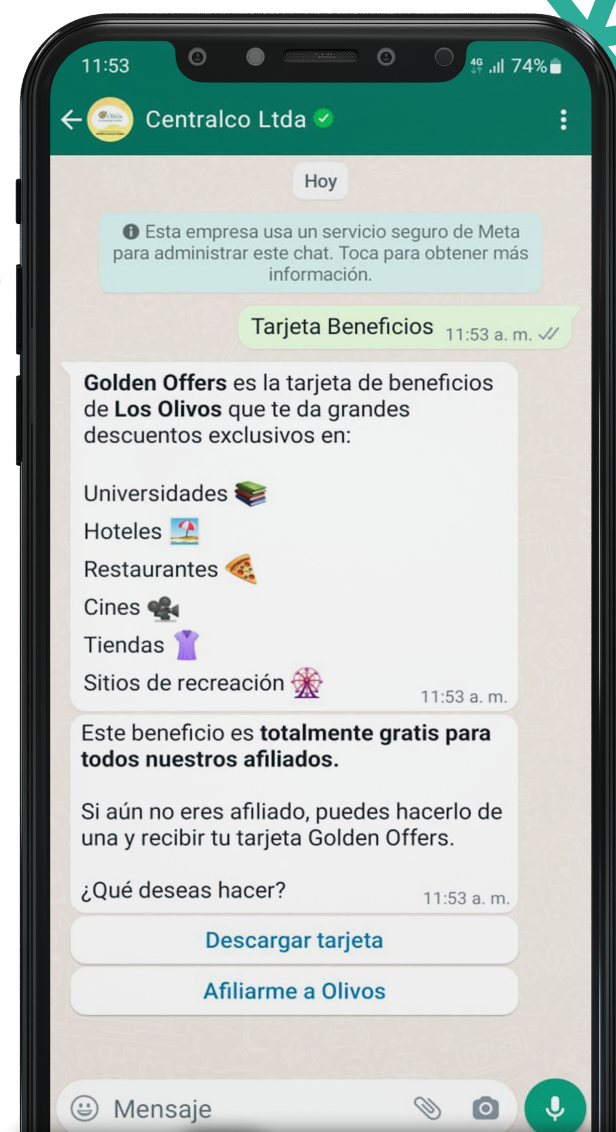 11:53
4G 74%
Centralco Ltda
Hoy
Esta empresa usa un servicio seguro de Meta
para administrar este chat. Toca para obtener más
información.
Tarjeta Beneficios 11:53 a. m.
Golden Offers es la tarjeta de beneficios
de Los Olivos que te da grandes
descuentos exclusivos en:
Universidades 📚
Hoteles 🏖️
Restaurantes 🍕
Cines 🎥
Tiendas 👚
Sitios de recreación 🎡
11:53 a. m.
Este beneficio es totalmente gratis para
todos nuestros afiliados.
Si aún no eres afiliado, puedes hacerlo de
una y recibir tu tarjeta Golden Offers.
¿Qué deseas hacer?
11:53 a. m.
Descargar tarjeta
Afiliarme a Olivos
Mensaje